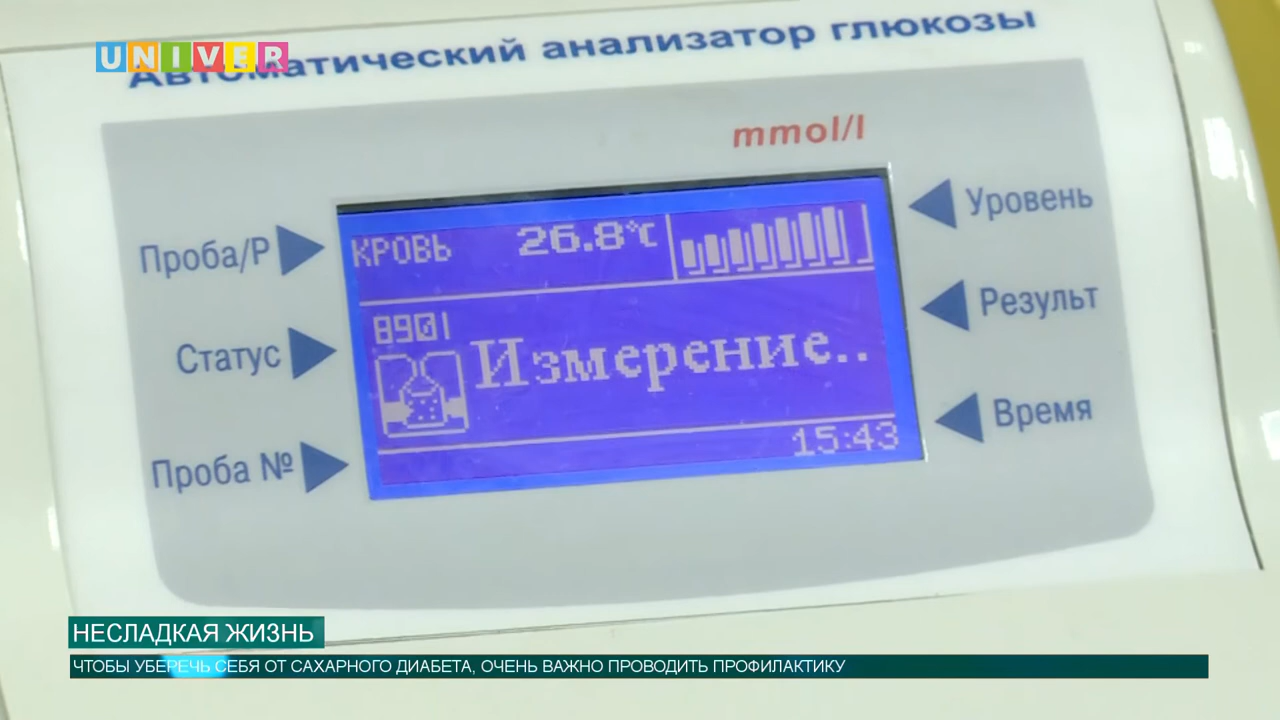 UNIVER
Автоматический анализатор глюкозы
mmol/l
Проба/Р
КРОВЬ 26.8°C
Уровень
Статус
8901
Измерение..
Результ
Проба №
15:43
Время
НЕСЛАДКАЯ ЖИЗНЬ
ЧТОБЫ УБЕРЕЧЬ СЕБЯ ОТ САХАРНОГО ДИАБЕТА, ОЧЕНЬ ВАЖНО ПРОВОДИТЬ ПРОФИЛАКТИКУ